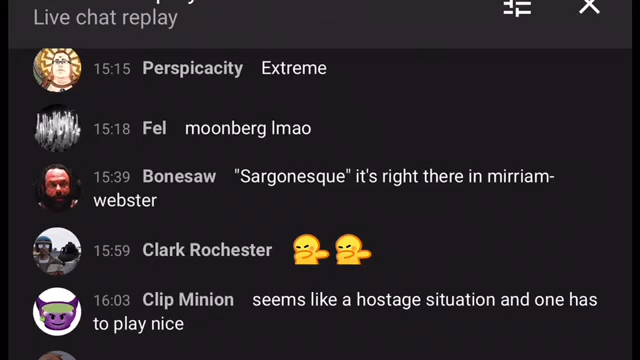 Live chat replay
15:15 Perspicacity Extreme
15:18 Fel moonberg lmao
15:39 Bonesaw "Sargonesque" it's right there in mirriam-
webster
15:59 Clark Rochester
16:03 Clip Minion seems like a hostage situation and one has
to play nice